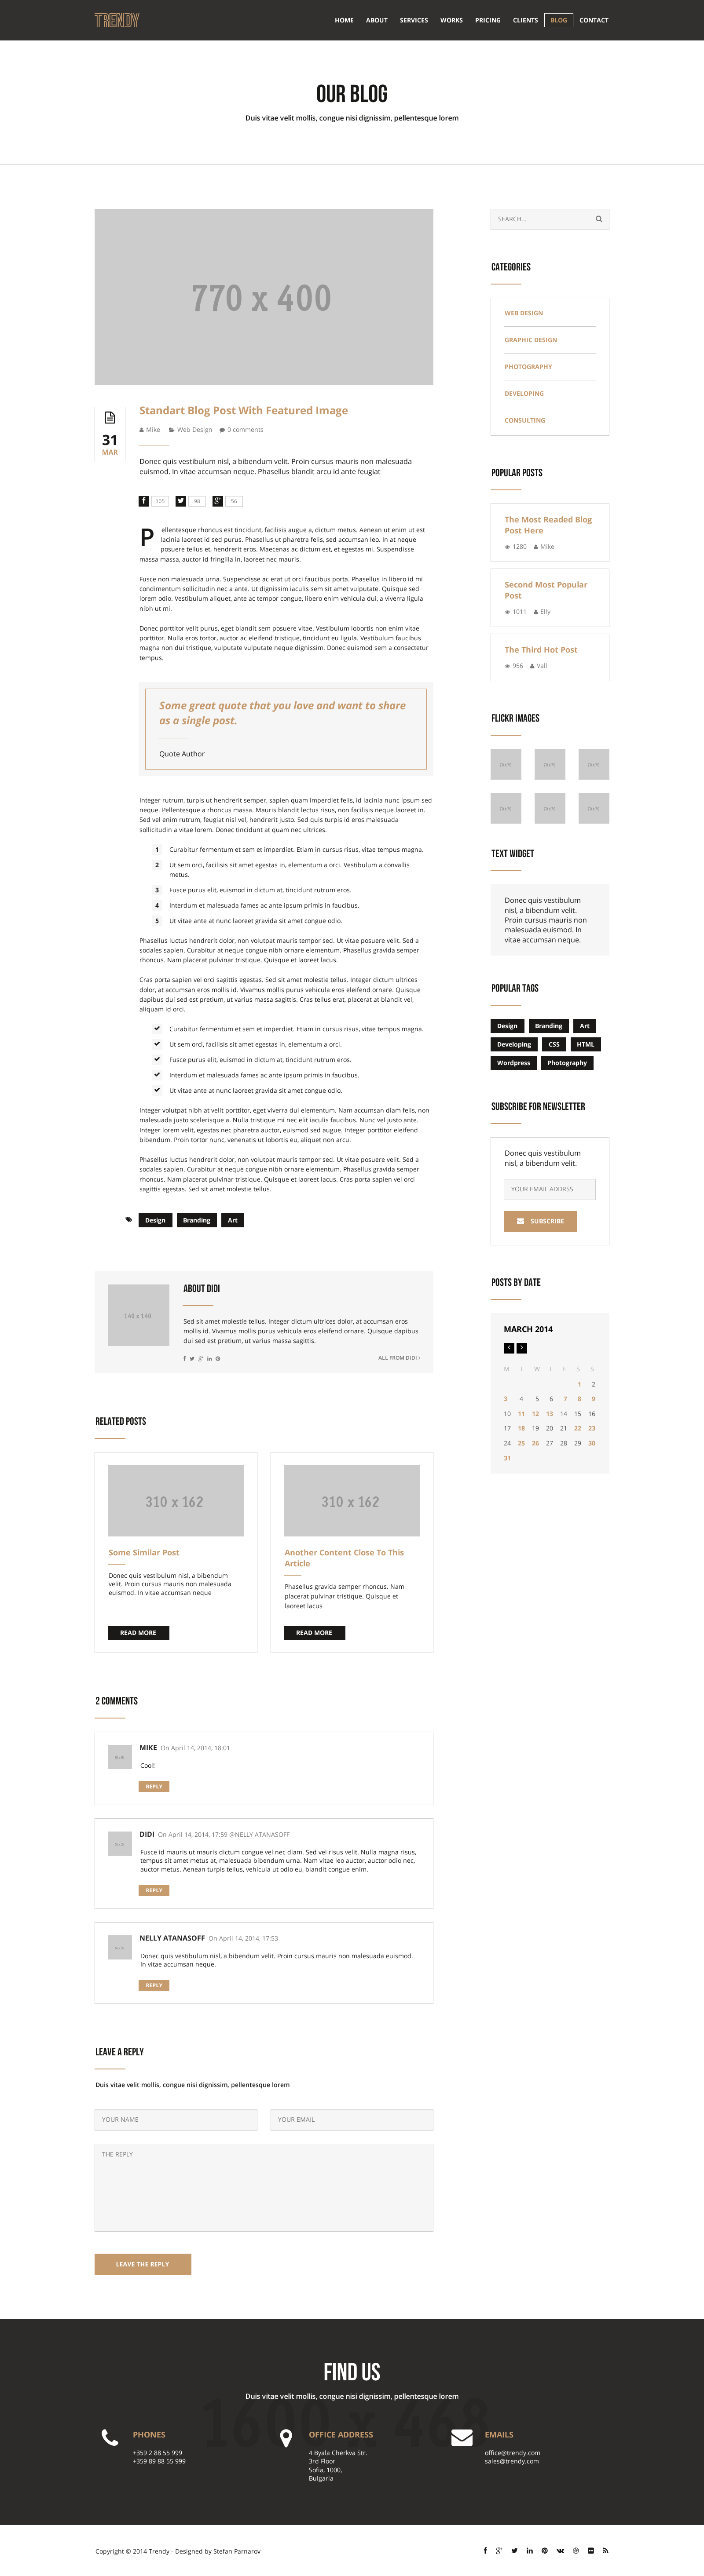 TRENDY
HOME ABOUT SERVICES WORKS PRICING CLIENTS BLOG CONTACT
OUR BLOG
Duis vitae velit mollis, congue nisi dignissim, pellentesque lorem
770 x 400
31
MAR
Standart Blog Post With Featured Image
Mike Web Design 0 comments
Donec quis vestibulum nisl, a bibendum velit. Proin cursus mauris non malesuada
euismod. In vitae accumsan neque. Phasellus blandit arcu id ante feugiat
105 98 56
Pellentesque rhoncus est tincidunt, facilisis augue a, dictum metus. Aenean ut enim ut est
lacinia laoreet id sed purus. Phasellus ut pharetra felis, sed accumsan leo. In at neque
posuere tellus et, hendrerit eros. Maecenas ac dictum est, et egestas mi. Suspendisse
massa massa, auctor id fringilla in, laoreet nec mauris.
Fusce non malesuada urna. Suspendisse ac erat ut orci faucibus porta. Phasellus in libero id mi
condimentum sollicitudin nec a ante. Ut dignissim iaculis sem sit amet vulputate. Quisque sed
lorem odio. Vestibulum aliquet, ante ac tempor congue, libero enim vehicula dui, a viverra ligula
nibh ut mi.
Donec porttitor velit purus, eget blandit sem posuere vitae. Vestibulum lobortis non enim vitae
porttitor. Nulla eros tortor, auctor ac eleifend tristique, tincidunt eu ligula. Vestibulum faucibus
magna non dui tristique, vulputate vulputate neque dignissim. Donec euismod sem a consectetur
tempus.
Some great quote that you love and want to share
as a single post.
Quote Author
Integer rutrum, turpis ut hendrerit semper, sapien quam imperdiet felis, id lacinia nunc ipsum sed
neque. Pellentesque a rhoncus massa. Mauris blandit lectus risus, non facilisis neque laoreet in.
Sed vel enim rutrum, feugiat nisl vel, hendrerit justo. Sed quis turpis id eros malesuada
sollicitudin a vitae lorem. Donec tincidunt at quam nec ultrices.
1 Curabitur fermentum et sem et imperdiet. Etiam in cursus risus, vitae tempus magna.
2 Ut sem orci, facilisis sit amet egestas in, elementum a orci. Vestibulum a convallis
metus.
3 Fusce purus elit, euismod in dictum at, tincidunt rutrum eros.
4 Interdum et malesuada fames ac ante ipsum primis in faucibus.
5 Ut vitae ante at nunc laoreet gravida sit amet congue odio.
Phasellus luctus hendrerit dolor, non volutpat mauris tempor sed. Ut vitae posuere velit. Sed a
sodales sapien. Curabitur at neque congue nibh ornare elementum. Phasellus gravida semper
rhoncus. Nam placerat pulvinar tristique. Quisque et laoreet lacus.
Cras porta sapien vel orci sagittis egestas. Sed sit amet molestie tellus. Integer dictum ultrices
dolor, at accumsan eros mollis id. Vivamus mollis purus vehicula eros eleifend ornare. Quisque
dapibus dui sed est pretium, ut varius massa sagittis. Cras tellus erat, placerat at blandit vel,
aliquam id orci.
Curabitur fermentum et sem et imperdiet. Etiam in cursus risus, vitae tempus magna.
Ut sem orci, facilisis sit amet egestas in, elementum a orci.
Fusce purus elit, euismod in dictum at, tincidunt rutrum eros.
Interdum et malesuada fames ac ante ipsum primis in faucibus.
Ut vitae ante at nunc laoreet gravida sit amet congue odio.
Integer volutpat nibh at velit porttitor, eget viverra dui elementum. Nam accumsan diam felis, non
malesuada justo scelerisque a. Nulla tristique mi nec elit iaculis faucibus. Nunc vel justo ante.
Integer lorem velit, egestas nec pharetra auctor, euismod sed augue. Integer porttitor eleifend
bibendum. Proin tortor nunc, venenatis ut lobortis eu, aliquet non arcu.
Phasellus luctus hendrerit dolor, non volutpat mauris tempor sed. Ut vitae posuere velit. Sed a
sodales sapien. Curabitur at neque congue nibh ornare elementum. Phasellus gravida semper
rhoncus. Nam placerat pulvinar tristique. Quisque et laoreet lacus. Cras porta sapien vel orci
sagittis egestas. Sed sit amet molestie tellus.
Design Branding Art
140 x 140
ABOUT DIDI
Sed sit amet molestie tellus. Integer dictum ultrices dolor, at accumsan eros
mollis id. Vivamus mollis purus vehicula eros eleifend ornare. Quisque dapibus
dui sed est pretium, ut varius massa sagittis.
ALL FROM DIDI ›
RELATED POSTS
310 x 162
Some Similar Post
Donec quis vestibulum nisl, a bibendum
velit. Proin cursus mauris non malesuada
euismod. In vitae accumsan neque
READ MORE
310 x 162
Another Content Close To This
Article
Phasellus gravida semper rhoncus. Nam
placerat pulvinar tristique. Quisque et
laoreet lacus
READ MORE
2 COMMENTS
MIKE On April 14, 2014, 18:01
Cool!
REPLY
DIDI On April 14, 2014, 17:59 @NELLY ATANASOFF
Fusce id mauris ut mauris dictum congue vel nec diam. Sed vel risus velit. Nulla magna risus,
tempus sit amet metus at, malesuada bibendum urna. Nam vitae leo auctor, auctor odio nec,
auctor metus. Aenean turpis tellus, vehicula ut odio eu, blandit congue enim.
REPLY
NELLY ATANASOFF On April 14, 2014, 17:53
Donec quis vestibulum nisl, a bibendum velit. Proin cursus mauris non malesuada euismod.
In vitae accumsan neque.
REPLY
LEAVE A REPLY
Duis vitae velit mollis, congue nisi dignissim, pellentesque lorem
YOUR NAME YOUR EMAIL
THE REPLY
LEAVE THE REPLY
SEARCH...
CATEGORIES
WEB DESIGN
GRAPHIC DESIGN
PHOTOGRAPHY
DEVELOPING
CONSULTING
POPULAR POSTS
The Most Readed Blog
Post Here
1280 Mike
Second Most Popular
Post
1011 Elly
The Third Hot Post
956 Vall
FLICKR IMAGES
TEXT WIDGET
Donec quis vestibulum
nisl, a bibendum velit.
Proin cursus mauris non
malesuada euismod. In
vitae accumsan neque.
POPULAR TAGS
Design Branding Art
Developing CSS HTML
Wordpress Photography
SUBSCRIBE FOR NEWSLETTER
Donec quis vestibulum
nisl, a bibendum velit.
YOUR EMAIL ADDRSS
SUBSCRIBE
POSTS BY DATE
MARCH 2014
M T W T F S S
1 2
3 4 5 6 7 8 9
10 11 12 13 14 15 16
17 18 19 20 21 22 23
24 25 26 27 28 29 30
31
FIND US
Duis vitae velit mollis, congue nisi dignissim, pellentesque lorem
1600 x 468
PHONES
+359 2 88 55 999
+359 89 88 55 999
OFFICE ADDRESS
4 Byala Cherkva Str.
3rd Floor
Sofia, 1000,
Bulgaria
EMAILS
office@trendy.com
sales@trendy.com
Copyright © 2014 Trendy - Designed by Stefan Parnarov